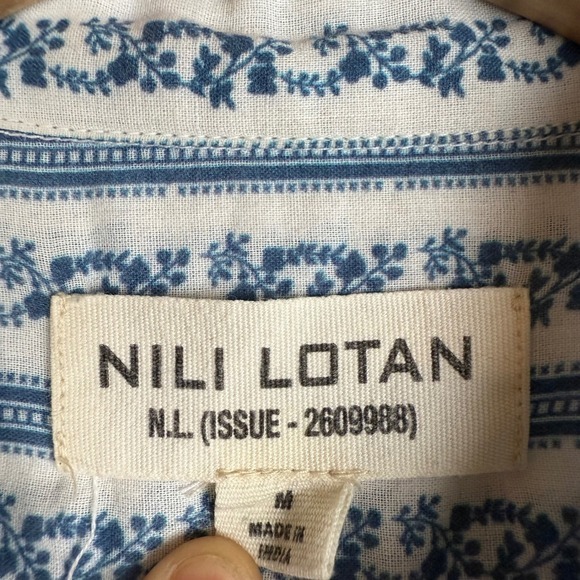 NILI LOTAN
N.L. (ISSUE - 2609988)
M
MADE IN
INDIA